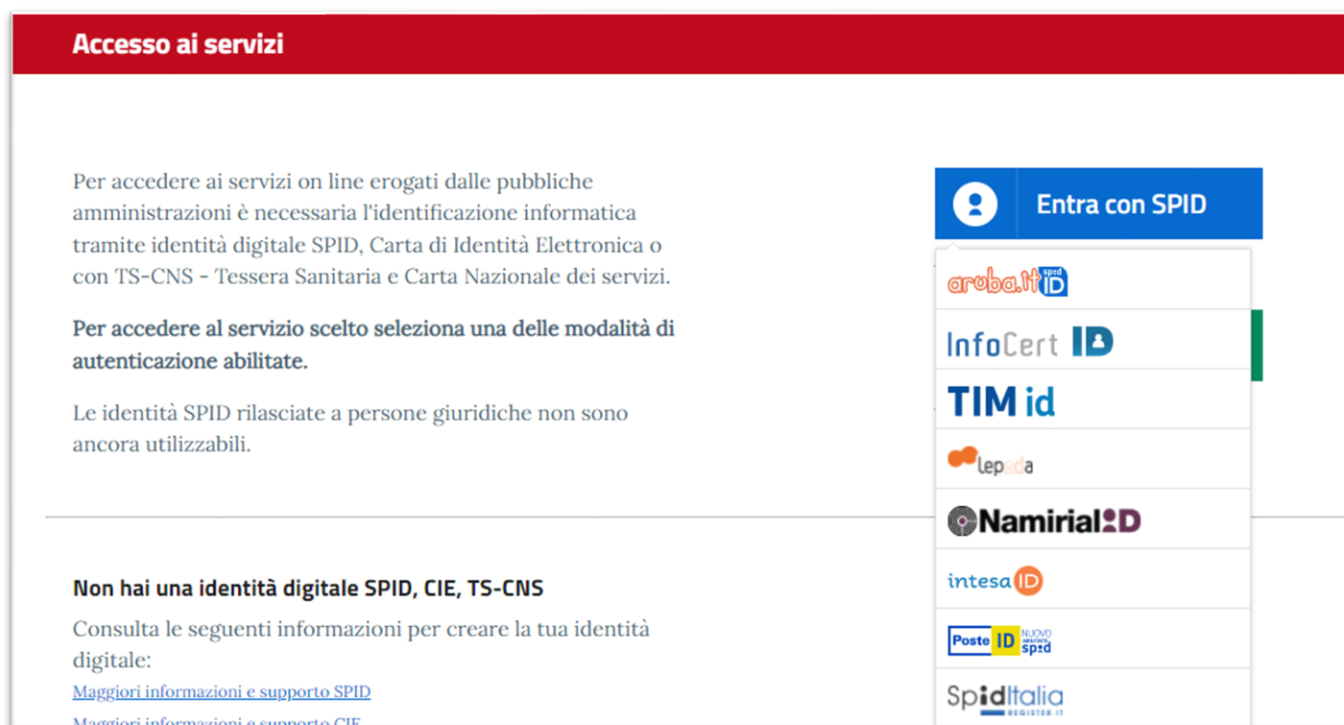 Accesso ai servizi
Per accedere ai servizi on line erogati dalle pubbliche
amministrazioni è necessaria l'identificazione informatica
tramite identità digitale SPID, Carta di Identità Elettronica o
con TS-CNS - Tessera Sanitaria e Carta Nazionale dei servizi.
Per accedere al servizio scelto seleziona una delle modalità di
autenticazione abilitate.
Le identità SPID rilasciate a persone giuridiche non sono
ancora utilizzabili.
Non hai una identità digitale SPID, CIE, TS-CNS
Consulta le seguenti informazioni per creare la tua identità
digitale:
Maggiori informazioni e supporto SPID
Maggiori informazioni e supporto CIE
Entra con SPID
aruba.it spid ID
InfoCert ID
TIM id
lepida
Namirial ID
intesa ID
Poste ID NUOVO
spid
SpidItalia
REGISTER.IT